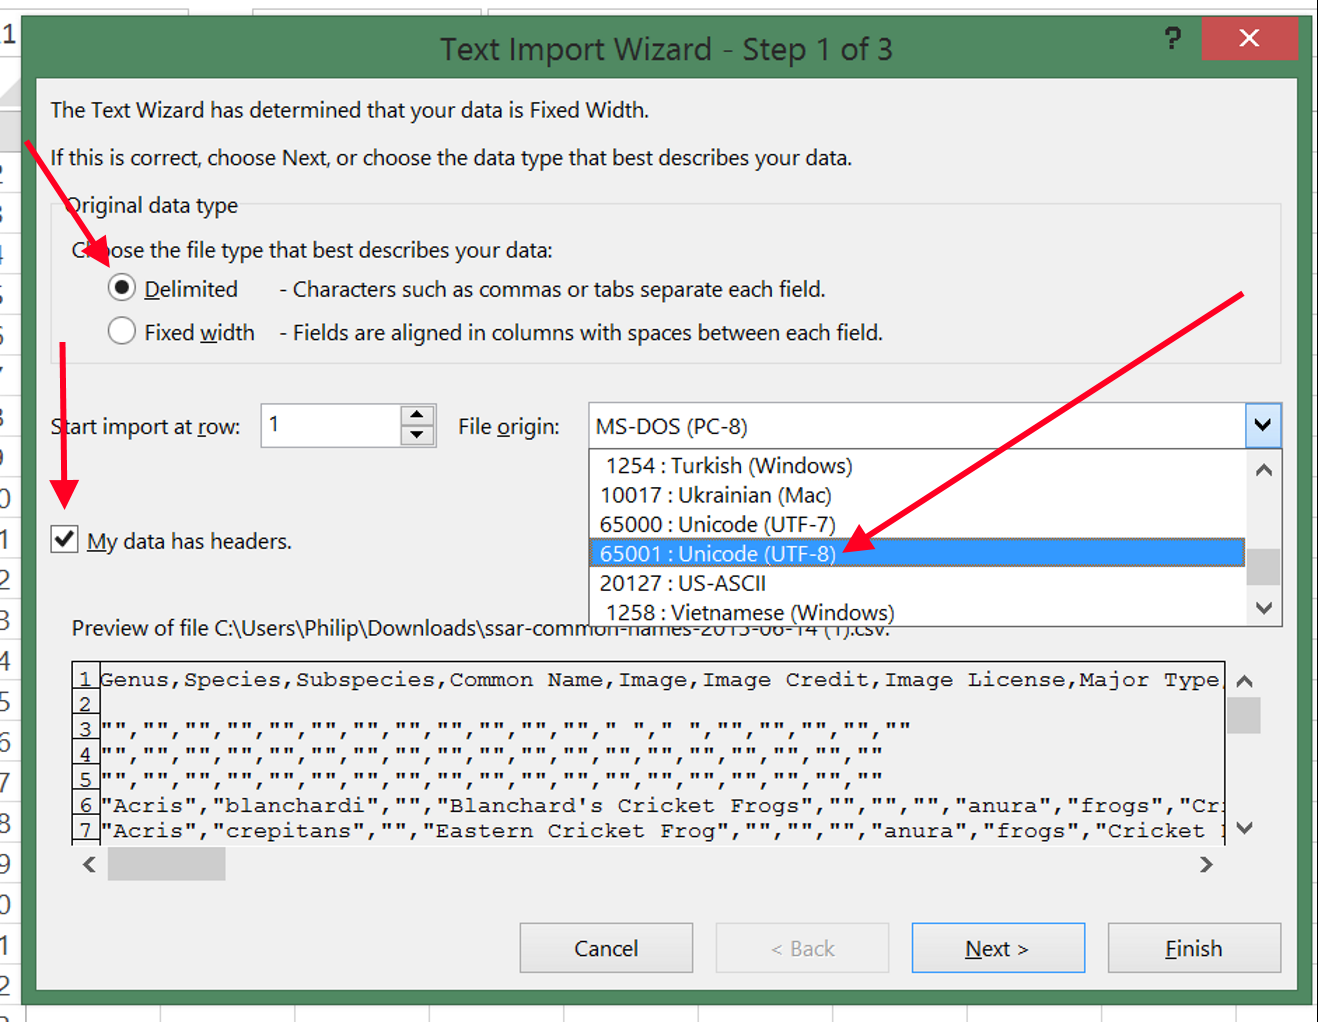 Text Import Wizard - Step 1 of 3
?
The Text Wizard has determined that your data is Fixed Width.
If this is correct, choose Next, or choose the data type that best describes your data.
Original data type
Choose the file type that best describes your data:
Delimited - Characters such as commas or tabs separate each field.
Fixed width - Fields are aligned in columns with spaces between each field.
Start import at row: 1 File origin: MS-DOS (PC-8)
1254 : Turkish (Windows)
10017 : Ukrainian (Mac)
65000 : Unicode (UTF-7)
65001 : Unicode (UTF-8)
20127 : US-ASCII
1258 : Vietnamese (Windows)
My data has headers.
Preview of file C:\Users\Philip\Downloads\ssar-common-names-2015-06-14 (1).csv.
1 Genus,Species,Subspecies,Common Name,Image,Image Credit,Image License,Major Type,
2
3 "","","","","","","","","","","",""," "," ","","","","",""
4 "","","","","","","","","","","","","","","","","","",""
5 "","","","","","","","","","","","","","","","","","",""
6 "Acris","blanchardi","","Blanchard's Cricket Frogs","","","","anura","frogs","Cri
7 "Acris","crepitans","","Eastern Cricket Frog","","","","anura","frogs","Cricket
Cancel
< Back
Next >
Finish